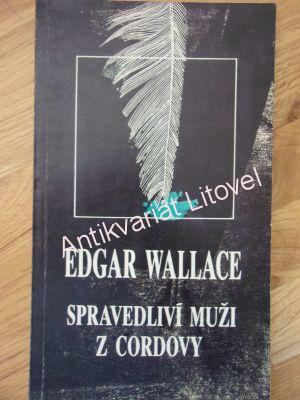 Antikvariát Litovel
EDGAR WALLACE
SPRAVEDLIVÍ MUŽI
Z CORDOVY